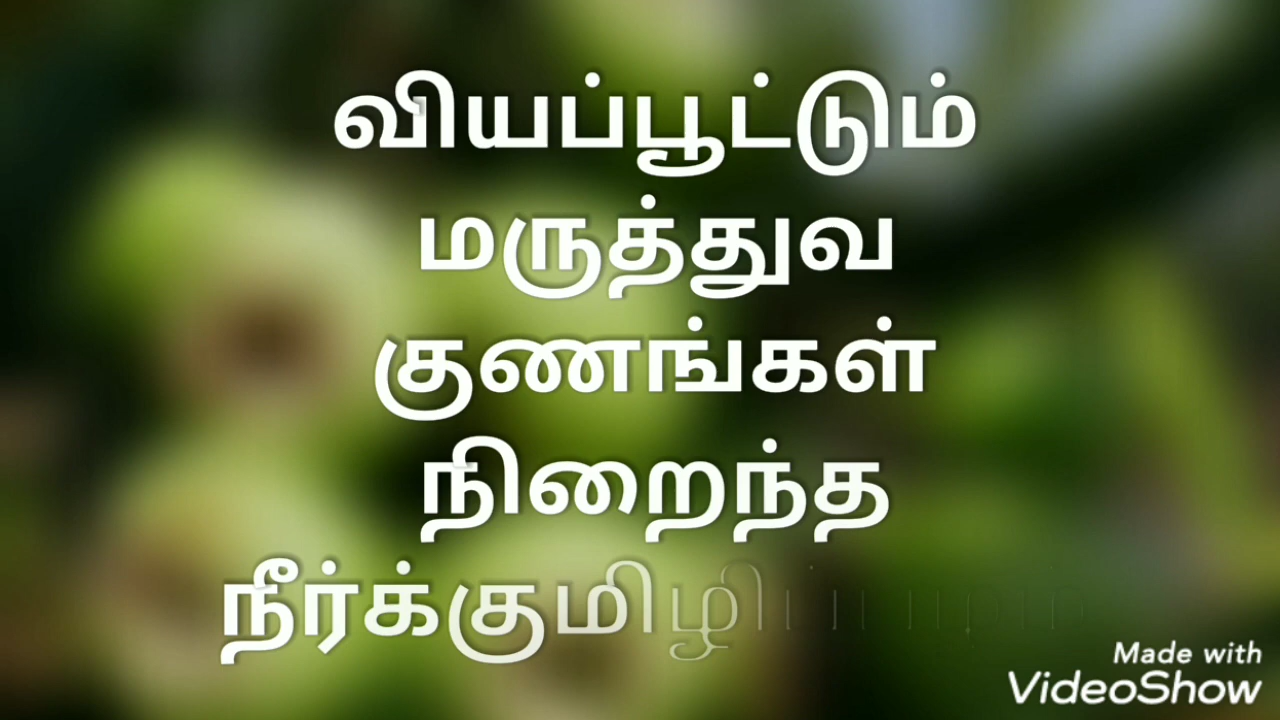 வியப்பூட்டும்
மருத்துவ
குணங்கள்
நிறைந்த
நீர்க்குமிழிப்
Made with
VideoShow